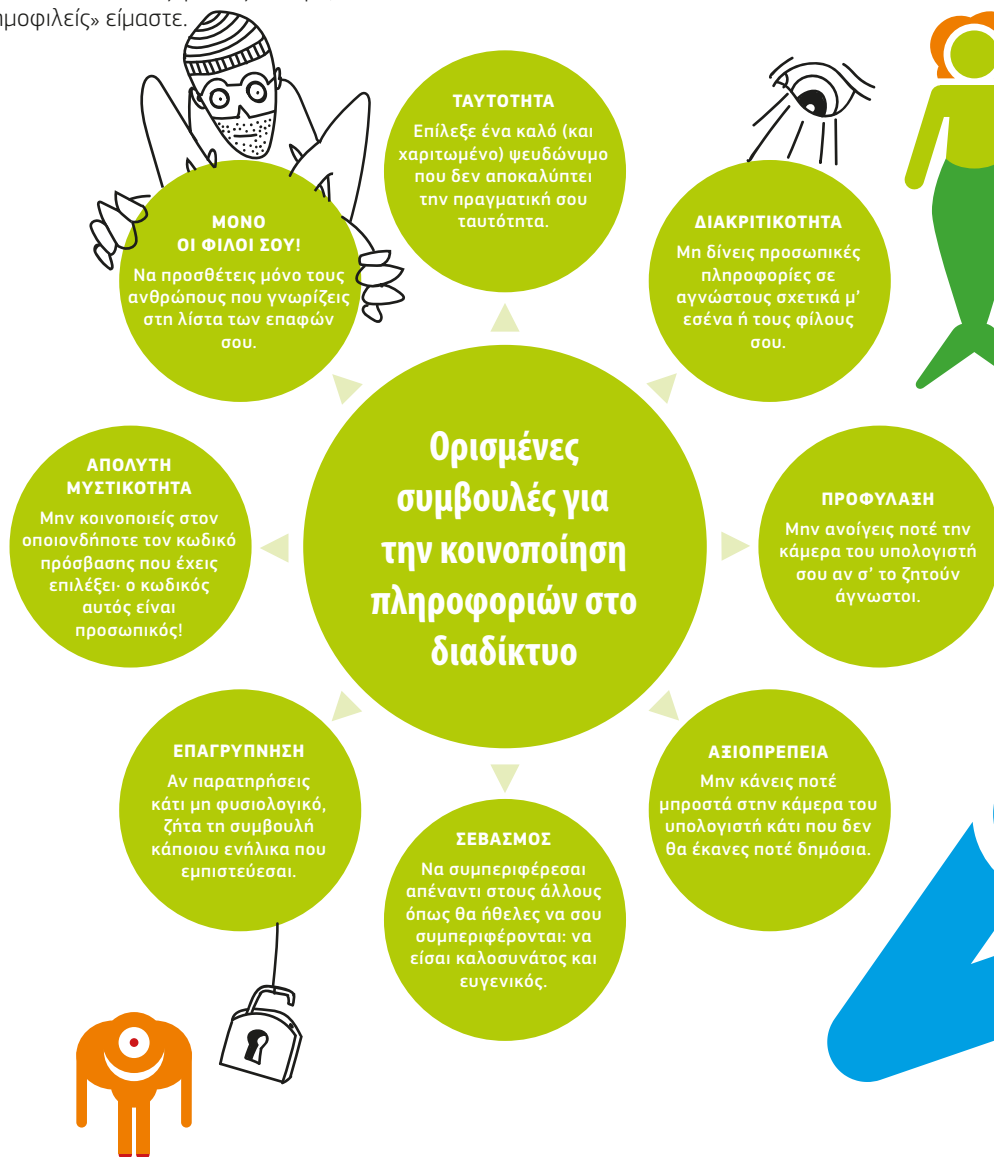 ημοφιλείς» είμαστε.
ΤΑΥΤΟΤΗΤΑ
Επίλεξε ένα καλό (και
χαριτωμένο) ψευδώνυμο
που δεν αποκαλύπτει
την πραγματική σου
ταυτότητα.
ΜΟΝΟ
ΟΙ ΦΙΛΟΙ ΣΟΥ!
Να προσθέτεις μόνο τους
ανθρώπους που γνωρίζεις
στη λίστα των επαφών
σου.
ΔΙΑΚΡΙΤΙΚΟΤΗΤΑ
Μη δίνεις προσωπικές
πληροφορίες σε
αγνώστους σχετικά μ’
εσένα ή τους φίλους
σου.
Ορισμένες
συμβουλές για
την κοινοποίηση
πληροφοριών στο
διαδίκτυο
ΑΠΟΛΥΤΗ
ΜΥΣΤΙΚΟΤΗΤΑ
Μην κοινοποιείς στον
οποιονδήποτε τον κωδικό
πρόσβασης που έχεις
επιλέξει· ο κωδικός
αυτός είναι
προσωπικός!
ΠΡΟΦΥΛΑΞΗ
Μην ανοίγεις ποτέ την
κάμερα του υπολογιστή
σου αν σ’ το ζητούν
άγνωστοι.
ΕΠΑΓΡΥΠΝΗΣΗ
Αν παρατηρήσεις
κάτι μη φυσιολογικό,
ζήτα τη συμβουλή
κάποιου ενήλικα που
εμπιστεύεσαι.
ΑΞΙΟΠΡΕΠΕΙΑ
Μην κάνεις ποτέ
μπροστά στην κάμερα του
υπολογιστή κάτι που δεν
θα έκανες ποτέ δημόσια.
ΣΕΒΑΣΜΟΣ
Να συμπεριφέρεσαι
απέναντι στους άλλους
όπως θα ήθελες να σου
συμπεριφέρονται: να
είσαι καλοσυνάτος και
ευγενικός.